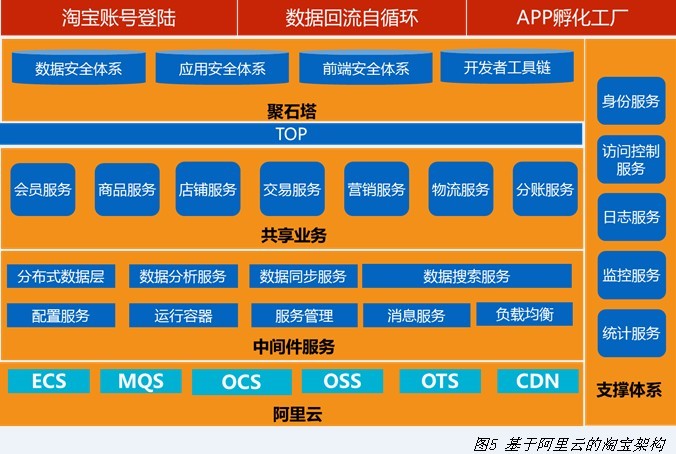 淘宝账号登陆
数据回流自循环
APP孵化工厂
数据安全体系
应用安全体系
前端安全体系
开发者工具链
聚石塔
TOP
会员服务
商品服务
店铺服务
交易服务
营销服务
物流服务
分账服务
共享业务
分布式数据层
数据分析服务
数据同步服务
数据搜索服务
配置服务
运行容器
服务管理
消息服务
负载均衡
中间件服务
ECS
MQS
OCS
OSS
OTS
CDN
阿里云
身份服务
访问控制
服务
日志服务
监控服务
统计服务
支撑体系
图5 基于阿里云的淘宝架构